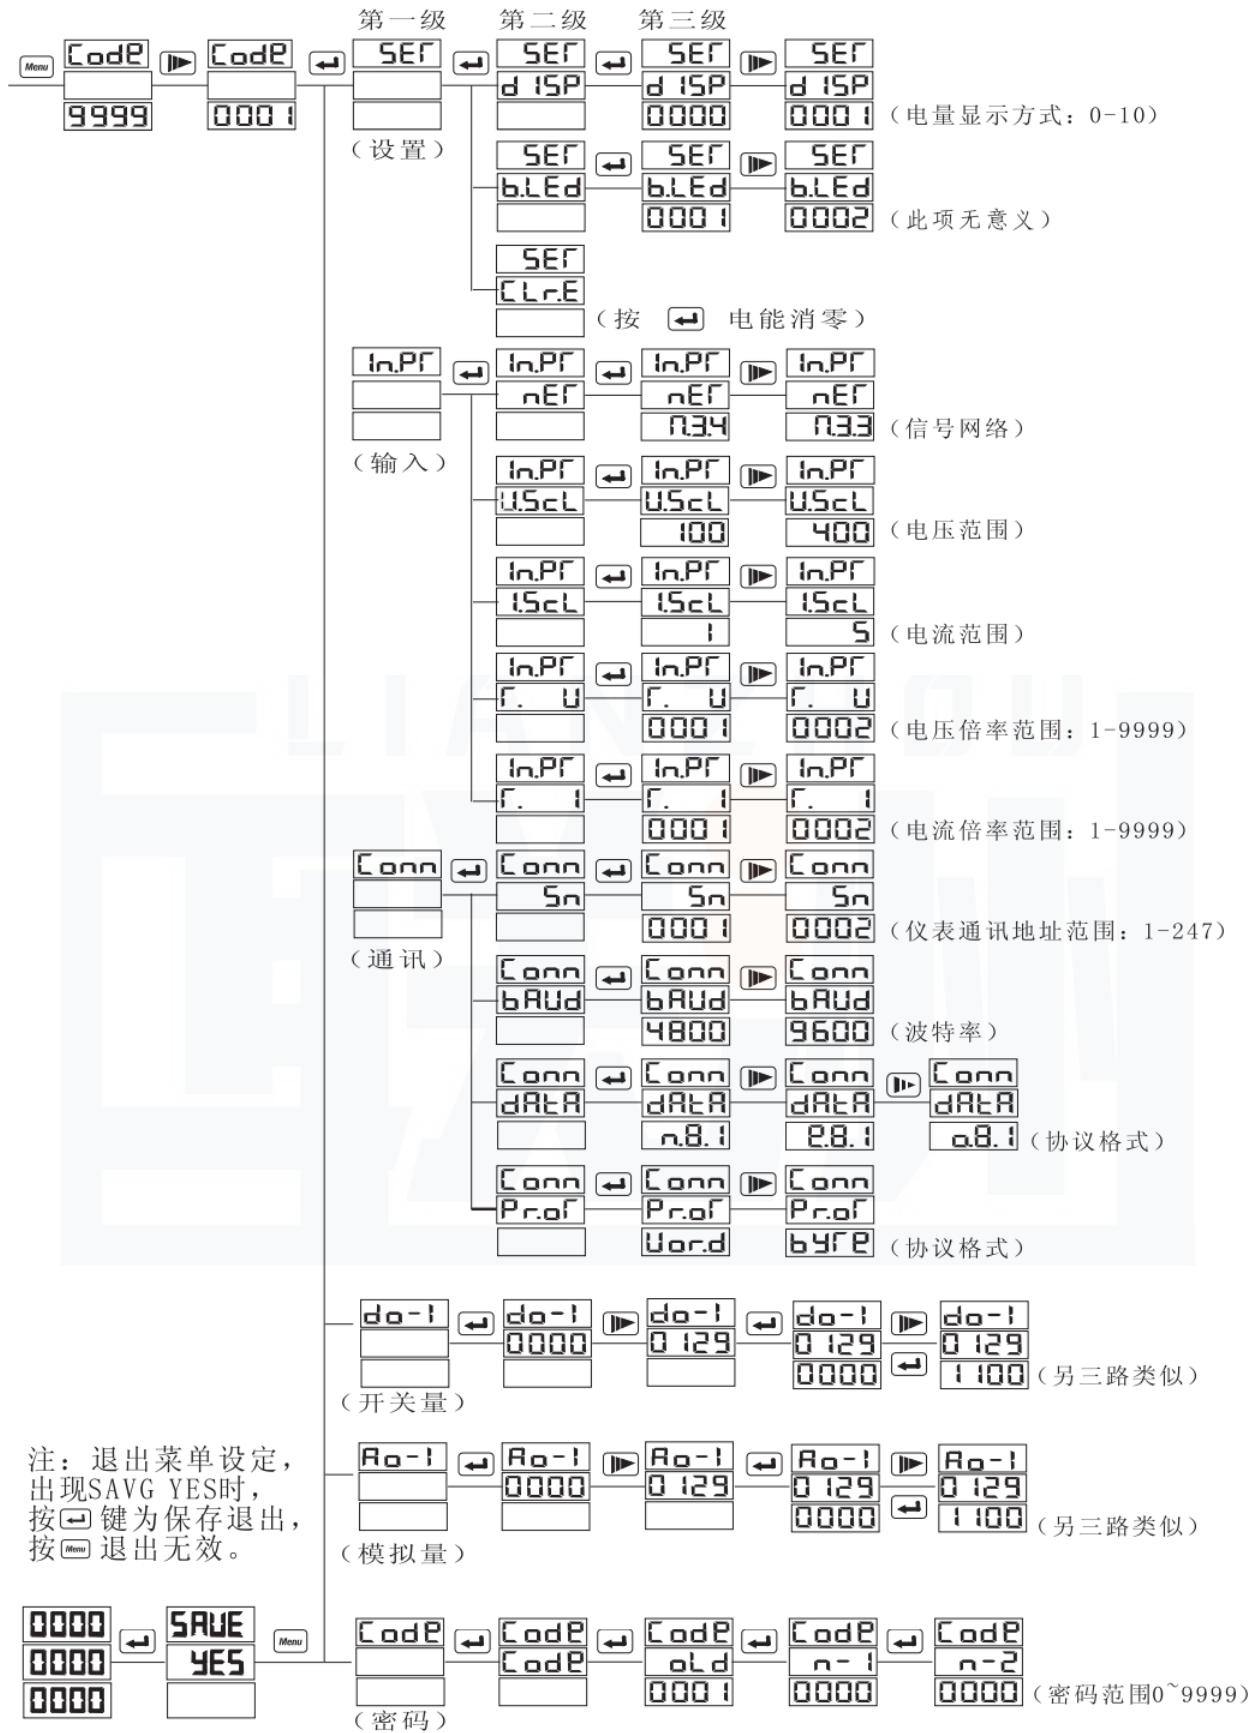 第一级 第二级 第三级
Menu CodE CodE SET SET SET SET
dISP dISP dISP
9999 0001 0000 0001 (电量显示方式：0-10)
(设置)
SET SET SET
b.LEd b.LEd b.LEd
0001 0002 (此项无意义)
SET
CLr.E
(按 电能消零)
In.PT In.PT In.PT In.PT
nET nET nET
n.3.4 n.3.3 (信号网络)
(输入)
In.PT In.PT In.PT
U.ScL U.ScL U.ScL
100 400 (电压范围)
In.PT In.PT In.PT
I.ScL I.ScL I.ScL
1 5 (电流范围)
In.PT In.PT In.PT
LIANZHOU
T. U T. U T. U
0001 0002 (电压倍率范围：1-9999)
In.PT In.PT In.PT
T. I T. I T. I
0001 0002 (电流倍率范围：1-9999)
Conn Conn Conn Conn
Sn Sn Sn
0001 0002 (仪表通讯地址范围：1-247)
(通讯)
Conn Conn Conn
bAUd bAUd bAUd
4800 9600 (波特率)
Conn Conn Conn Conn
dAtA dAtA dAtA dAtA
n.8.1 e.8.1 o.8.1 (协议格式)
Conn Conn Conn
Pr.oT Pr.oT Pr.oT
Uor.d bYTe (协议格式)
do-1 do-1 do-1 do-1 do-1
0000 0129 0129 0129
0000 1100 (另三路类似)
(开关量)
Ao-1 Ao-1 Ao-1 Ao-1 Ao-1
0000 0129 0129 0129
0000 1100 (另三路类似)
(模拟量)
注：退出菜单设定，
出现SAVG YES时，
按 键为保存退出，
按 Menu 退出无效。
0000 SAVE Menu CodE CodE CodE CodE CodE
0000 YES CodE oLd n-1 n-2
0000 0001 0000 0000 (密码范围0~9999)
(密码)